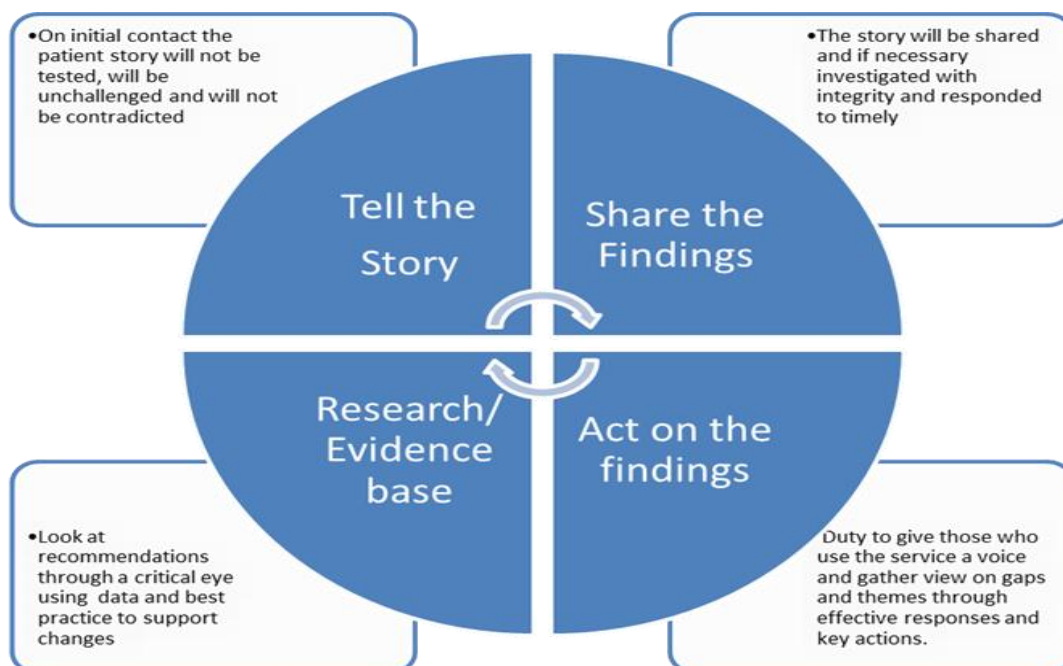 •On initial contact the
patient story will not be
tested, will be
unchallenged and will not
be contradicted
•The story will be shared
and if necessary
investigated with
integrity and responded
to timely
Tell the
Story
Share the
Findings
Research/
Evidence
base
Act on the
findings
•Look at
recommendations
through a critical eye
using data and best
practice to support
changes
Duty to give those who
use the service a voice
and gather view on gaps
and themes through
effective responses and
key actions.